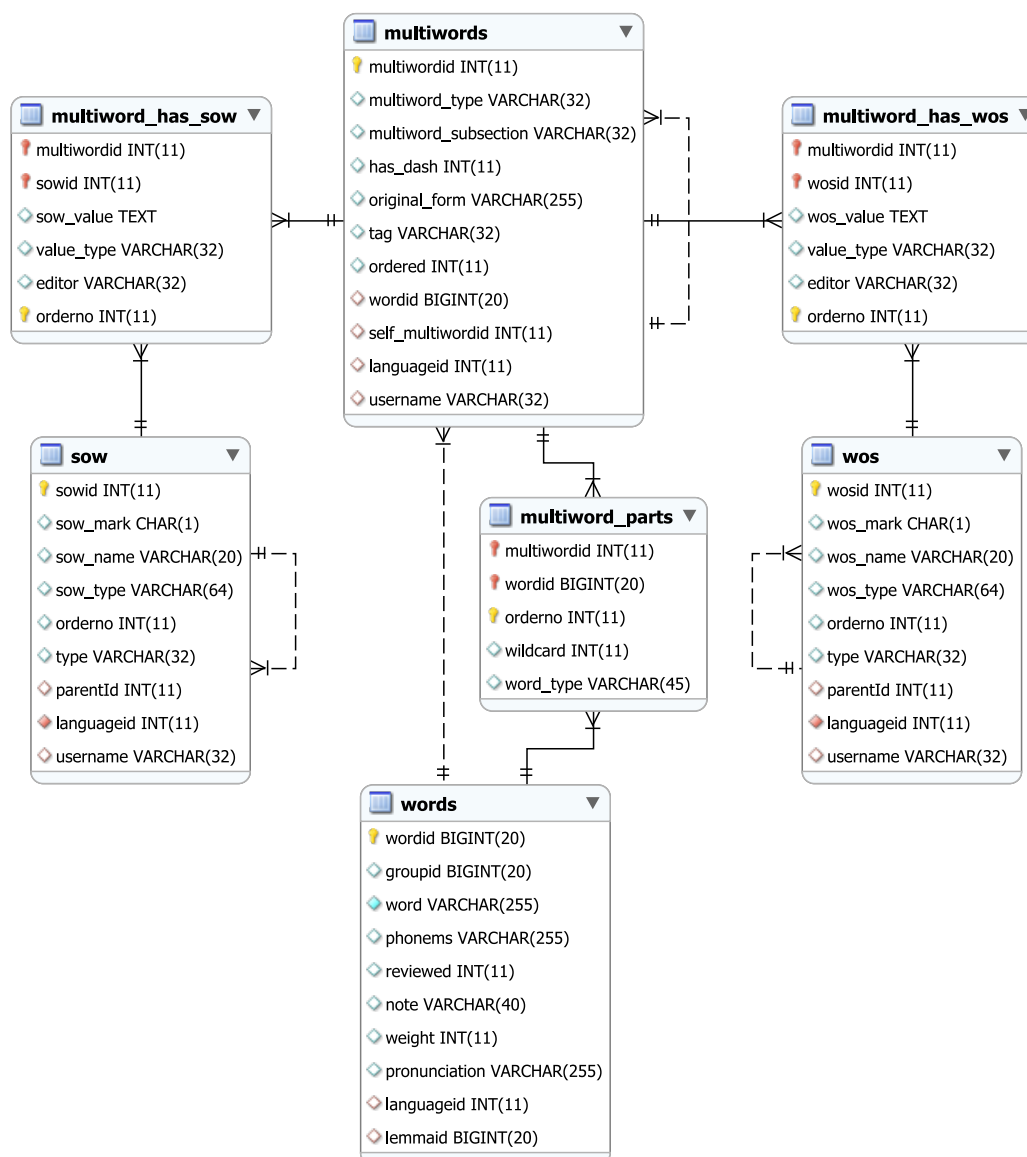 multiwords
multiwordid INT(11)
multiword_type VARCHAR(32)
multiword_subsection VARCHAR(32)
has_dash INT(11)
original_form VARCHAR(255)
tag VARCHAR(32)
ordered INT(11)
wordid BIGINT(20)
self_multiwordid INT(11)
languageid INT(11)
username VARCHAR(32)
multiword_has_sow
multiwordid INT(11)
sowid INT(11)
sow_value TEXT
value_type VARCHAR(32)
editor VARCHAR(32)
orderno INT(11)
multiword_has_wos
multiwordid INT(11)
wosid INT(11)
wos_value TEXT
value_type VARCHAR(32)
editor VARCHAR(32)
orderno INT(11)
sow
sowid INT(11)
sow_mark CHAR(1)
sow_name VARCHAR(20)
sow_type VARCHAR(64)
orderno INT(11)
type VARCHAR(32)
parentId INT(11)
languageid INT(11)
username VARCHAR(32)
multiword_parts
multiwordid INT(11)
wordid BIGINT(20)
orderno INT(11)
wildcard INT(11)
word_type VARCHAR(45)
wos
wosid INT(11)
wos_mark CHAR(1)
wos_name VARCHAR(20)
wos_type VARCHAR(64)
orderno INT(11)
type VARCHAR(32)
parentId INT(11)
languageid INT(11)
username VARCHAR(32)
words
wordid BIGINT(20)
groupid BIGINT(20)
word VARCHAR(255)
phonems VARCHAR(255)
reviewed INT(11)
note VARCHAR(40)
weight INT(11)
pronunciation VARCHAR(255)
languageid INT(11)
lemmaid BIGINT(20)